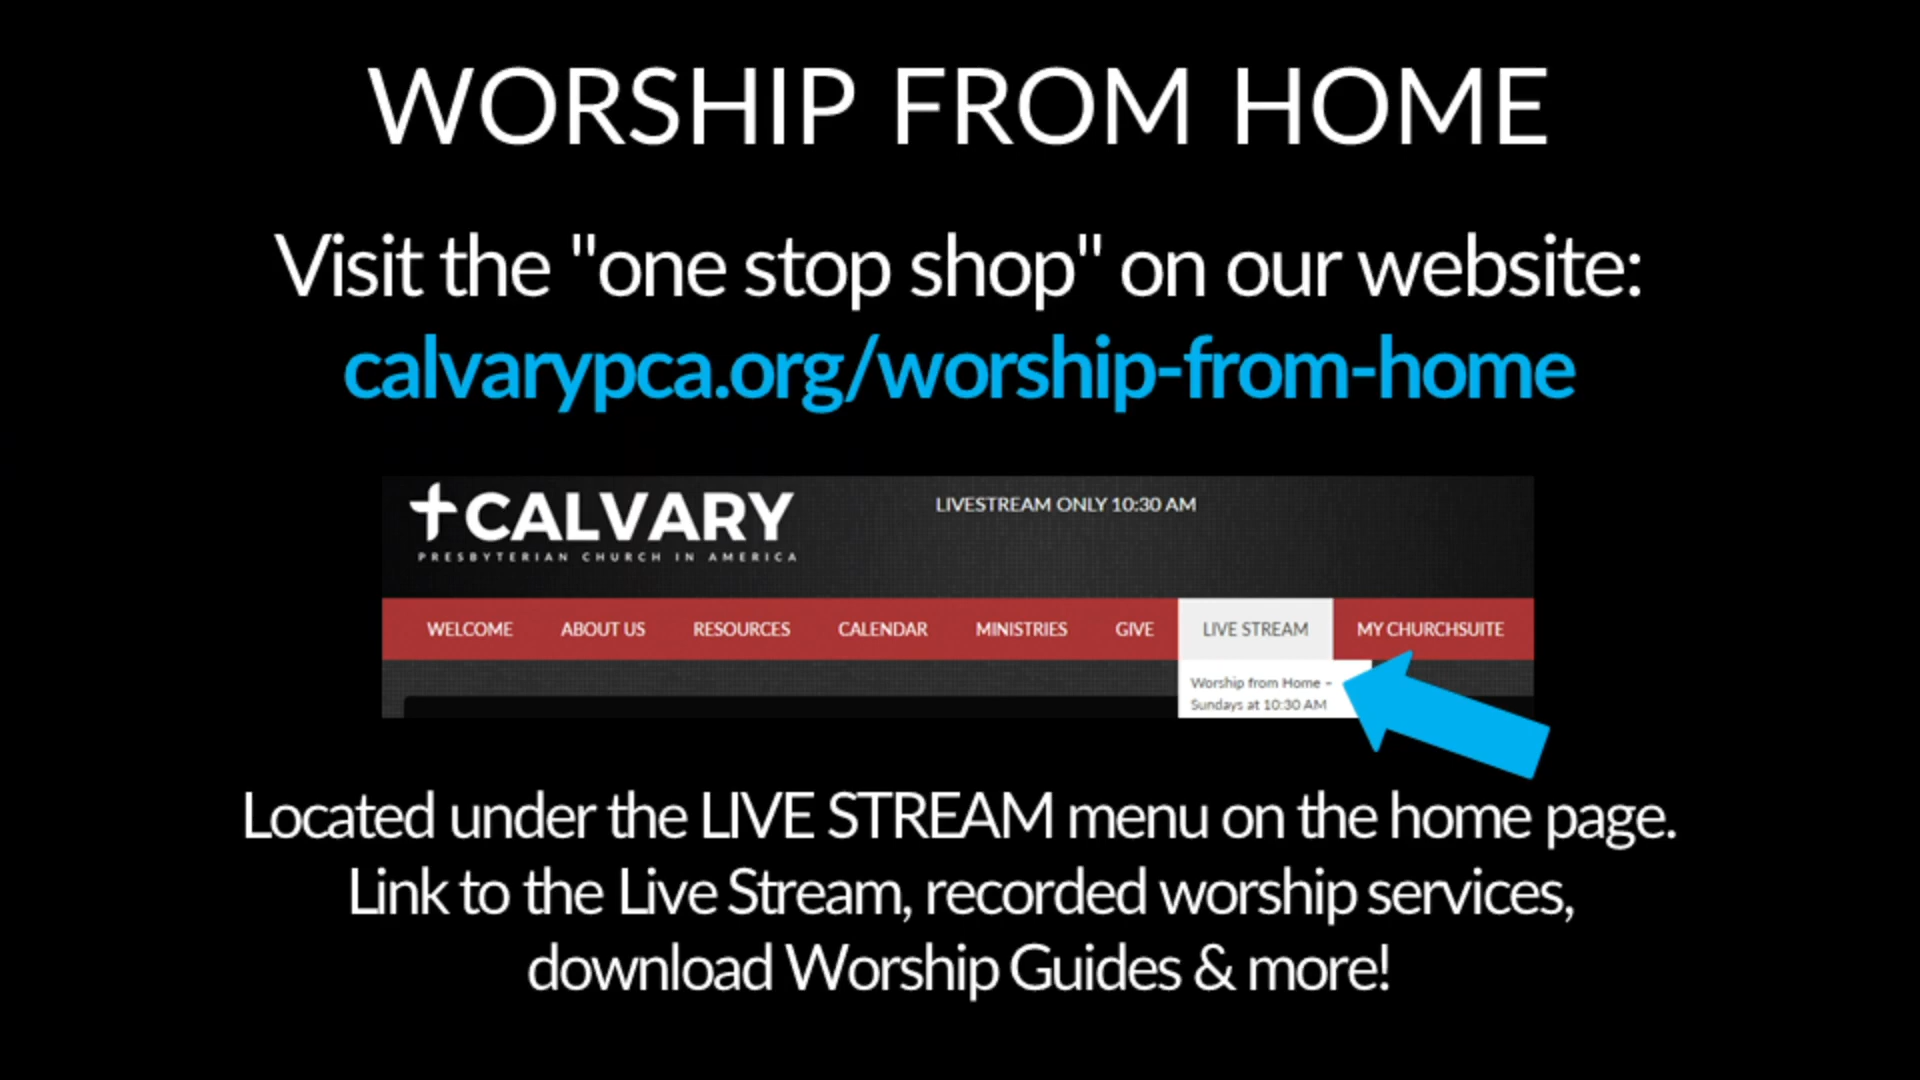 WORSHIP FROM HOME
Visit the "one stop shop" on our website:
calvarypca.org/worship-from-home
CALVARY
PRESBYTERIAN CHURCH IN AMERICA
LIVESTREAM ONLY 10:30 AM
WELCOME ABOUT US RESOURCES CALENDAR MINISTRIES GIVE LIVE STREAM MY CHURCHSUITE
Worship from Home –
Sundays at 10:30 AM
Located under the LIVE STREAM menu on the home page.
Link to the Live Stream, recorded worship services,
download Worship Guides & more!